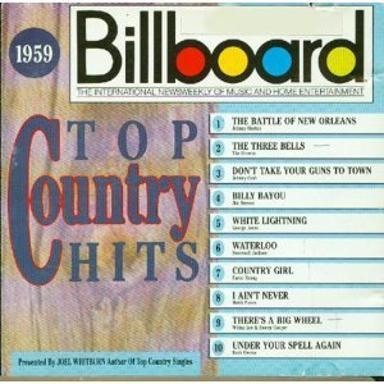 1959
Billboard
THE INTERNATIONAL NEWSWEEKLY OF MUSIC AND HOME ENTERTAINMENT
TOP
Country
HITS
1 THE BATTLE OF NEW ORLEANS
Johnny Horton
2 THE THREE BELLS
The Browns
3 DON'T TAKE YOUR GUNS TO TOWN
Johnny Cash
4 BILLY BAYOU
Jim Reeves
5 WHITE LIGHTNING
George Jones
6 WATERLOO
Stonewall Jackson
7 COUNTRY GIRL
Faron Young
8 I AIN'T NEVER
Webb Pierce
9 THERE'S A BIG WHEEL
Wilma Lee & Stoney Cooper
10 UNDER YOUR SPELL AGAIN
Buck Owens
Presented By JOEL WHITBURN Author Of Top Country Singles